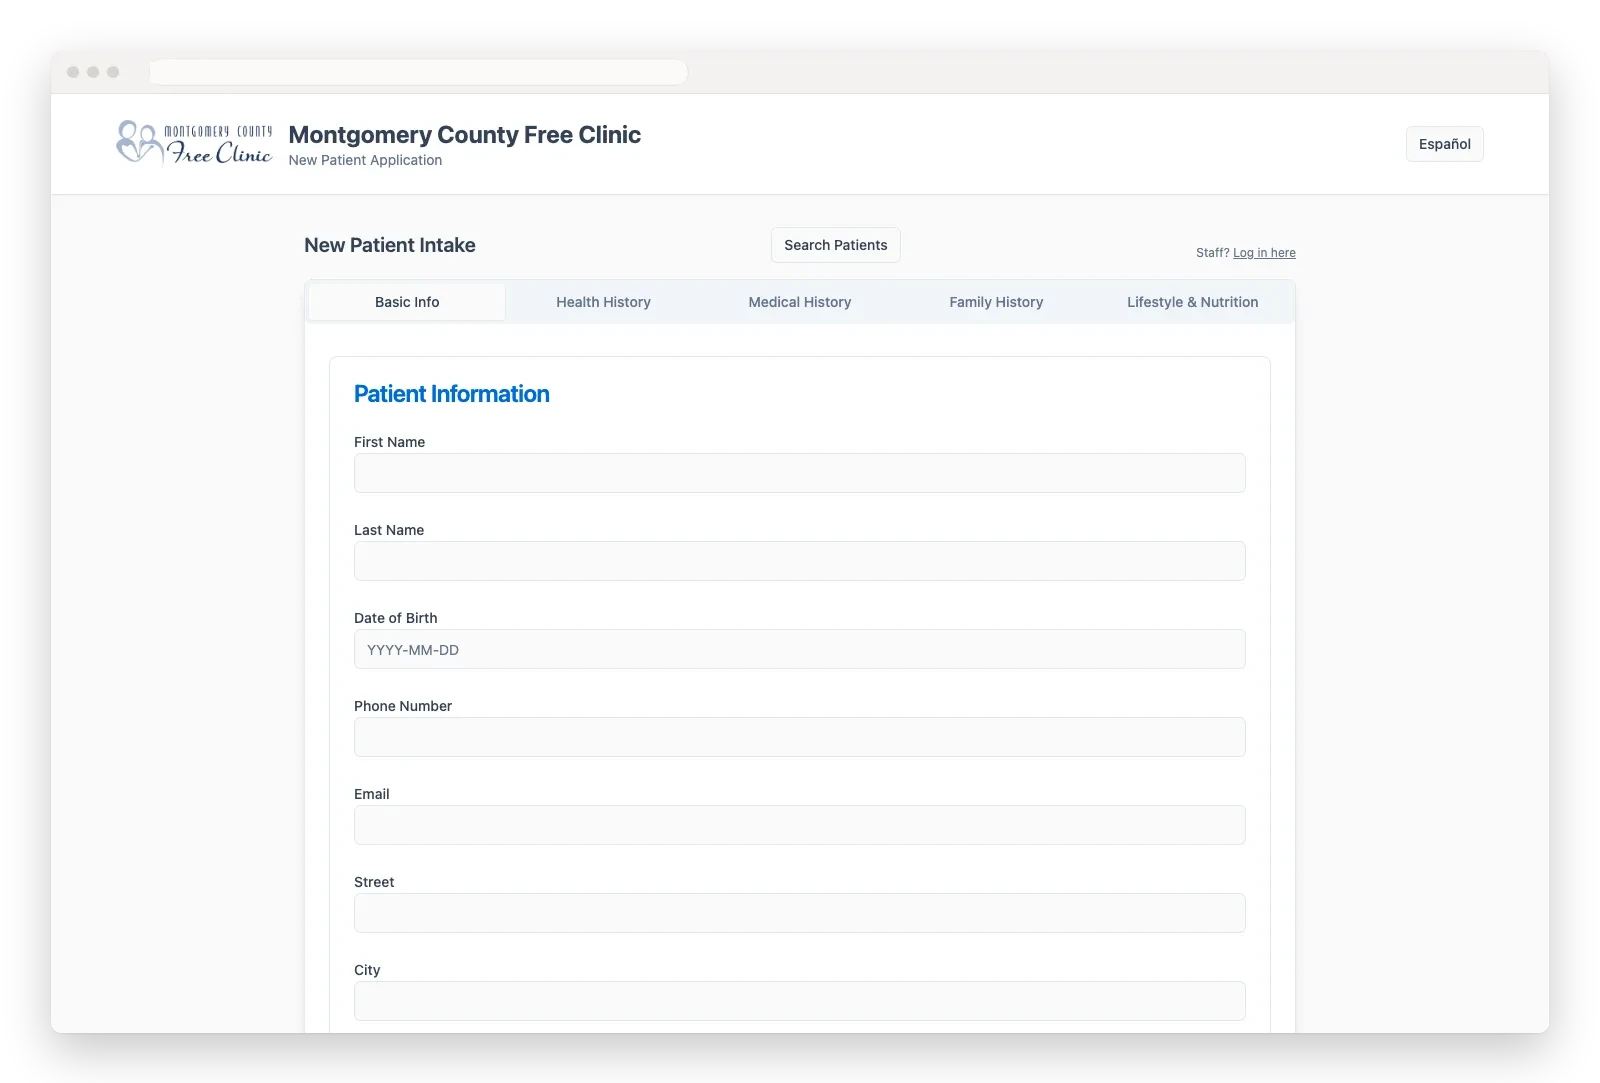 MONTGOMERY COUNTY
Free Clinic
Montgomery County Free Clinic
New Patient Application
Español
New Patient Intake
Search Patients
Staff? Log in here
Basic Info
Health History
Medical History
Family History
Lifestyle & Nutrition
Patient Information
First Name
Last Name
Date of Birth
YYYY-MM-DD
Phone Number
Email
Street
City